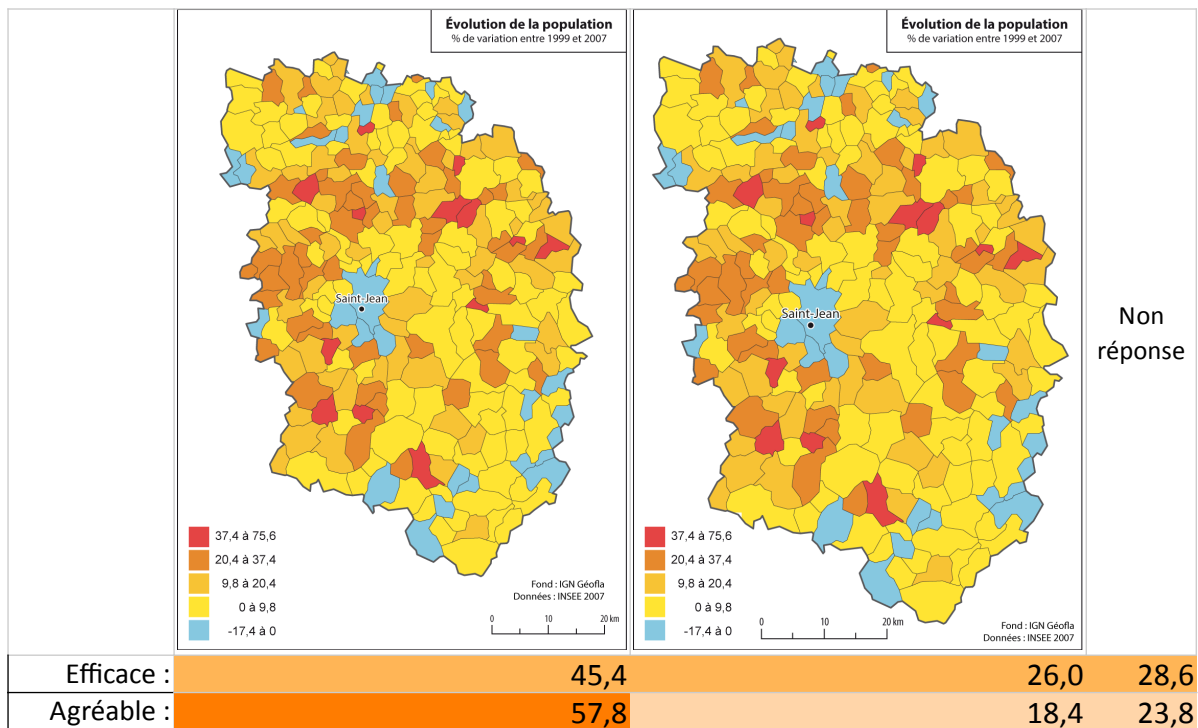 Évolution de la population
% de variation entre 1999 et 2007
Saint-Jean
37,4 à 75,6
20,4 à 37,4
9,8 à 20,4
0 à 9,8
-17,4 à 0
Fond : IGN Géofla
Données : INSEE 2007
0 10 20 km
Évolution de la population
% de variation entre 1999 et 2007
Saint-Jean
37,4 à 75,6
20,4 à 37,4
9,8 à 20,4
0 à 9,8
-17,4 à 0
Fond : IGN Géofla
Données : INSEE 2007
0 10 20 km
Non
réponse
Efficace : 45,4 26,0 28,6
Agréable : 57,8 18,4 23,8